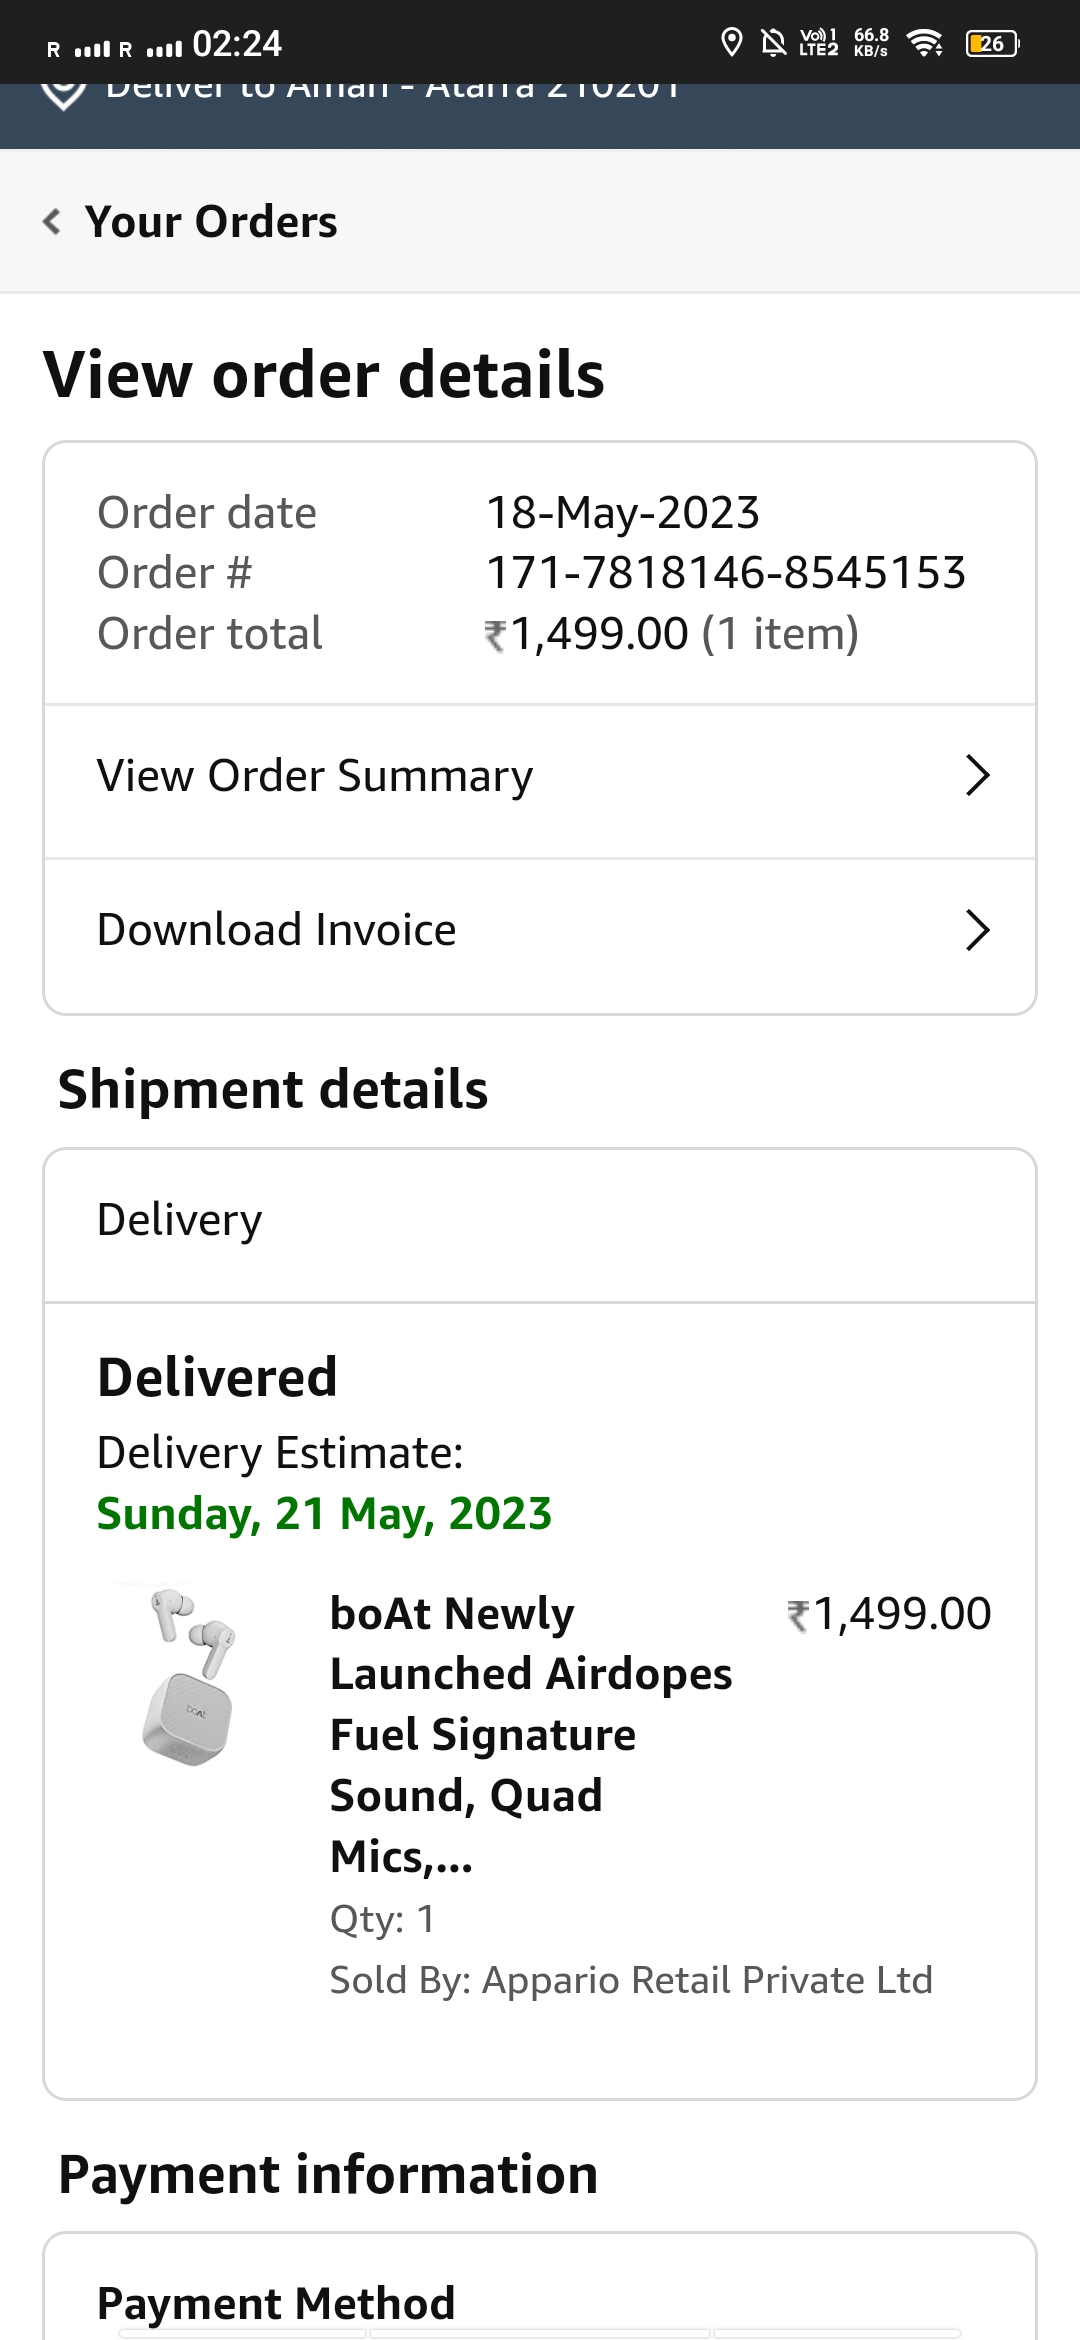 R R 02:24 Vo) 1 LTE2 66.8 KB/s 26
Deliver to Aman - Atarra 210201
Your Orders
View order details
Order date 18-May-2023
Order # 171-7818146-8545153
Order total ₹1,499.00 (1 item)
View Order Summary
Download Invoice
Shipment details
Delivery
Delivered
Delivery Estimate:
Sunday, 21 May, 2023
boAt Newly ₹1,499.00
Launched Airdopes
Fuel Signature
Sound, Quad
Mics,...
Qty: 1
Sold By: Appario Retail Private Ltd
boAt
Payment information
Payment Method